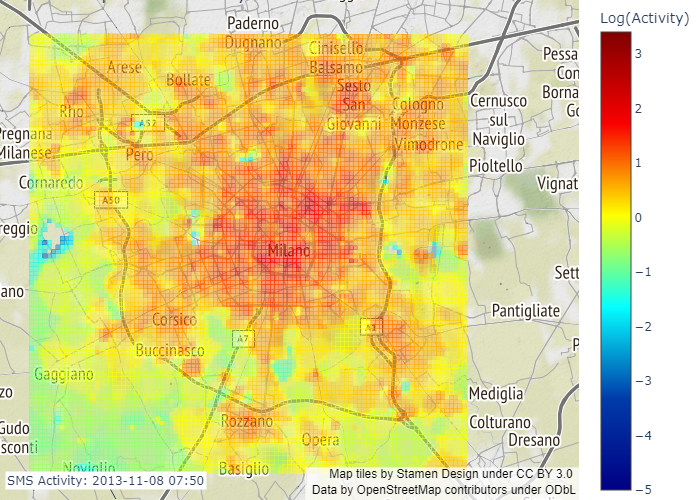 Log(Activity)
3
2
1
0
−1
−2
−3
−4
−5
Paderno
Dugnano
Cinisello
Balsamo
Arese
Bollate
Sesto
San
Giovanni
Rho
Cologno
Monzese
Cernusco
sul
Naviglio
Pessa
Con
Borna
Go
A52
Pregnana
Milanese
Pero
Vimodrone
Pioltello
Cornaredo
Vignat
A50
reggio
Milano
Sett
ano
Pantigliate
Corsico
A7
Buccinasco
P
Gaggiano
zo
Mediglia
Rozzano
Colturano
Gudo
sconti
Opera
Dresano
Noviglio
Basiglio
SMS Activity: 2013-11-08 07:50
Map tiles by Stamen Design under CC BY 3.0
Data by OpenStreetMap contributors under ODbL